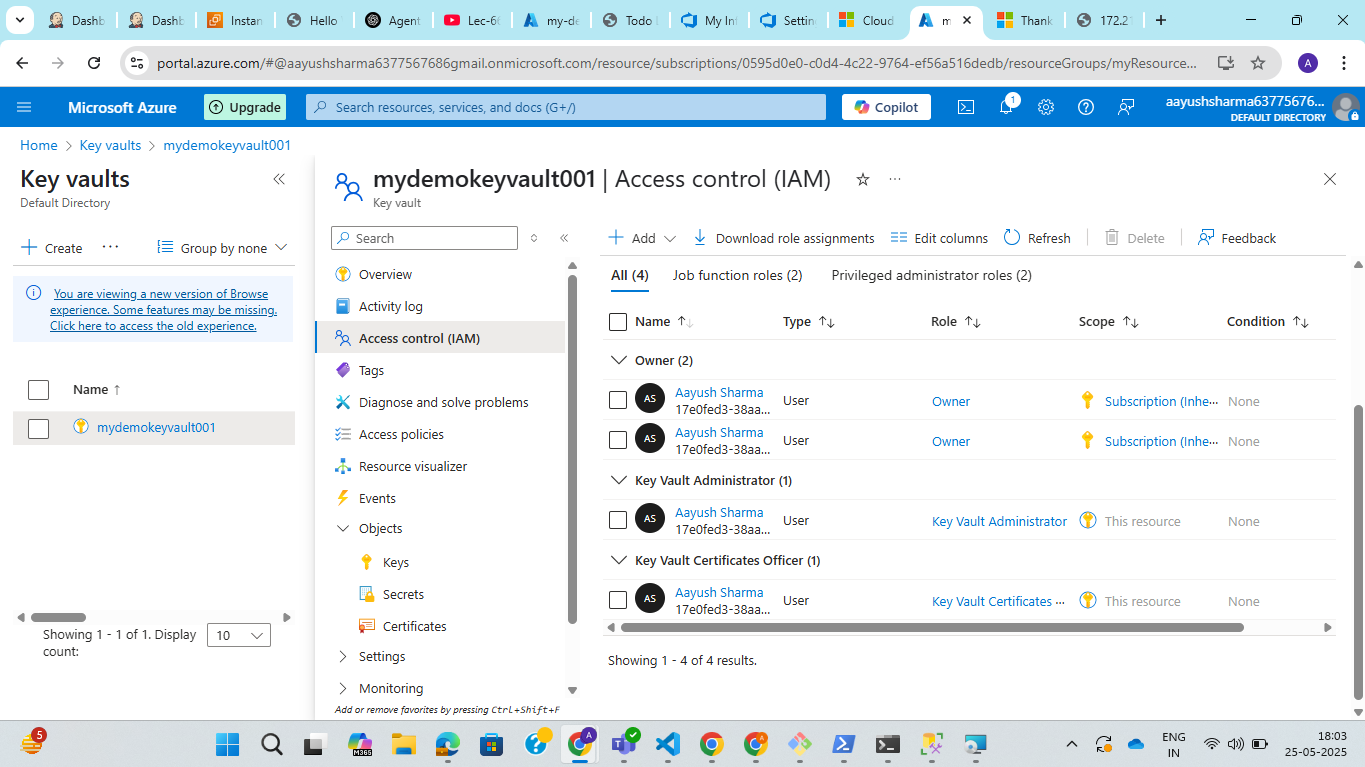 Dashb
Dashb
Instan
Hello
Agent
Lec-6
my-de
Todo
My In
Settin
Cloud
m
Thank
172.2
portal.azure.com/#@aayushsharma6377567686gmail.onmicrosoft.com/resource/subscriptions/0595d0e0-c0d4-4c22-9764-ef56a516dedb/resourceGroups/myResource...
A
Microsoft Azure
Upgrade
Search resources, services, and docs (G+/)
Copilot
1
aayushsharma63775676...
DEFAULT DIRECTORY
Home > Key vaults > mydemokeyvault001
Key vaults
Default Directory
Create
...
Group by none
You are viewing a new version of Browse
experience. Some features may be missing.
Click here to access the old experience.
Name ↑
mydemokeyvault001
Showing 1 - 1 of 1. Display
count:
10
mydemokeyvault001 | Access control (IAM)
...
Key vault
Search
Overview
Activity log
Access control (IAM)
Tags
Diagnose and solve problems
Access policies
Resource visualizer
Events
Objects
Keys
Secrets
Certificates
Settings
Monitoring
Add or remove favorites by pressing Ctrl+Shift+F
Add
Download role assignments
Edit columns
Refresh
Delete
Feedback
All (4) Job function roles (2) Privileged administrator roles (2)
Name ↑↓ Type ↑↓ Role ↑↓ Scope ↑↓ Condition ↑↓
Owner (2)
AS Aayush Sharma User Owner Subscription (Inhe... None
17e0fed3-38aa...
AS Aayush Sharma User Owner Subscription (Inhe... None
17e0fed3-38aa...
Key Vault Administrator (1)
AS Aayush Sharma User Key Vault Administrator This resource None
17e0fed3-38aa...
Key Vault Certificates Officer (1)
AS Aayush Sharma User Key Vault Certificates ... This resource None
17e0fed3-38aa...
Showing 1 - 4 of 4 results.
5
M365
A
ENG
IN
18:03
25-05-2025